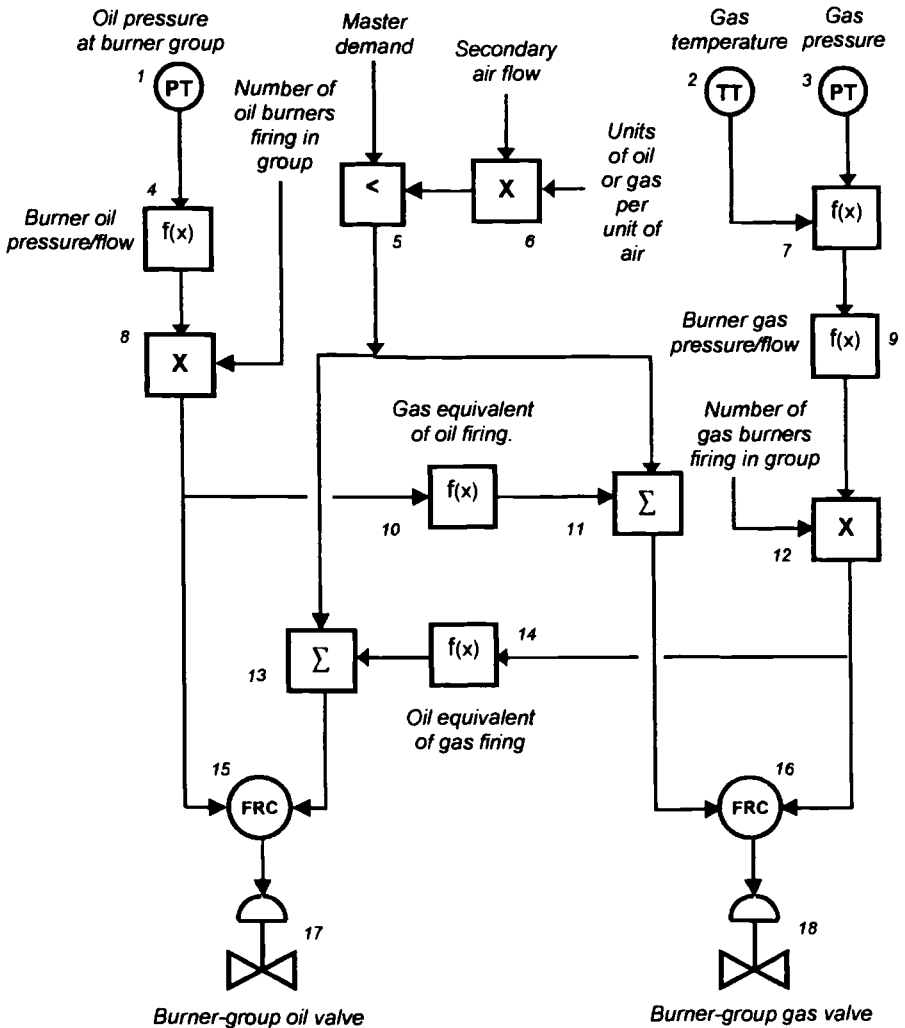 Oil pressure
at burner group
1
PT
Master
demand
Secondary
air flow
Gas
temperature
2
TT
Gas
pressure
3
PT
Number of
oil burners
firing in
group
Units
of oil
or gas
per
unit of
air
4
Burner oil
pressure/flow
f(x)
<
5
X
6
f(x)
7
8
X
Burner gas
pressure/flow
f(x)
9
Gas equivalent
of oil firing.
f(x)
10
Σ
11
Number of
gas burners
firing in group
X
12
Σ
13
f(x)
14
Oil equivalent
of gas firing
15
FRC
16
FRC
17
18
Burner-group oil valve
Burner-group gas valve